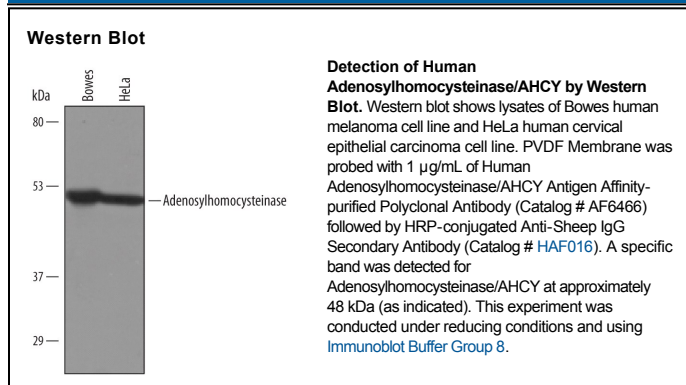 Western Blot
kDa
Bowes
HeLa
80
53
Adenosylhomocysteinase
37
29
Detection of Human
Adenosylhomocysteinase/AHCY by Western
Blot. Western blot shows lysates of Bowes human
melanoma cell line and HeLa human cervical
epithelial carcinoma cell line. PVDF Membrane was
probed with 1 µg/mL of Human
Adenosylhomocysteinase/AHCY Antigen Affinity-
purified Polyclonal Antibody (Catalog # AF6466)
followed by HRP-conjugated Anti-Sheep IgG
Secondary Antibody (Catalog # HAF016). A specific
band was detected for
Adenosylhomocysteinase/AHCY at approximately
48 kDa (as indicated). This experiment was
conducted under reducing conditions and using
Immunoblot Buffer Group 8.